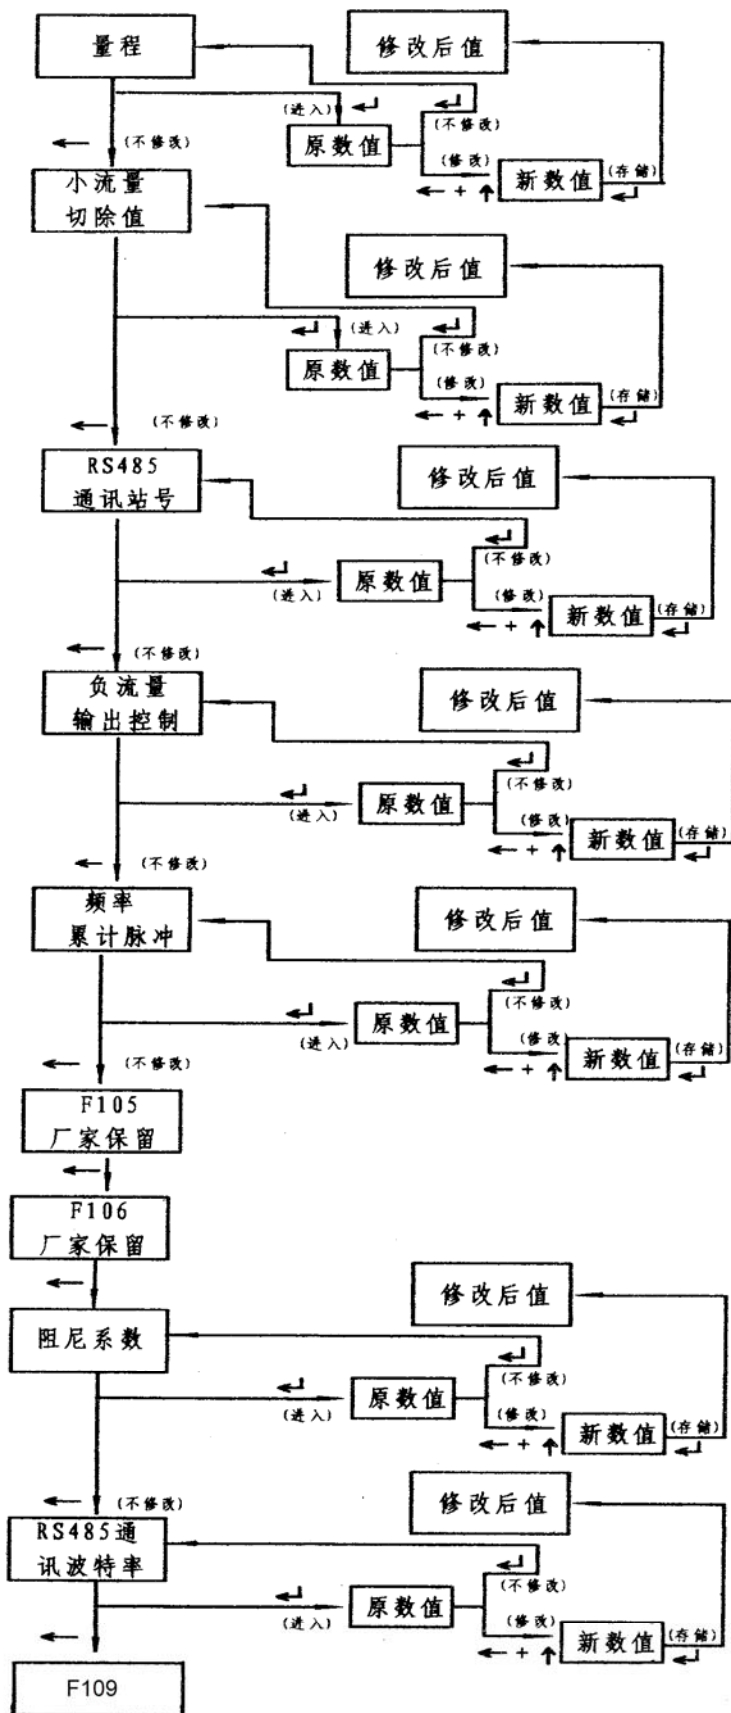 量程
修改后值
(进入)
(不修改)
(不修改)
原数值
(修改)
新数值
(存储)
小流量
切除值
修改后值
(进入)
(不修改)
原数值
(修改)
新数值
(存储)
(不修改)
RS485
通讯站号
修改后值
(不修改)
原数值
(进入)
(修改)
新数值
(存储)
(不修改)
负流量
输出控制
修改后值
(不修改)
原数值
(进入)
(修改)
新数值
(存储)
(不修改)
频率
累计脉冲
修改后值
(不修改)
原数值
(进入)
(修改)
新数值
(存储)
(不修改)
F105
厂家保留
F106
厂家保留
修改后值
阻尼系数
(不修改)
原数值
(进入)
(修改)
新数值
(存储)
(不修改)
修改后值
RS485通
讯波特率
(不修改)
原数值
(进入)
(修改)
新数值
(存储)
F109